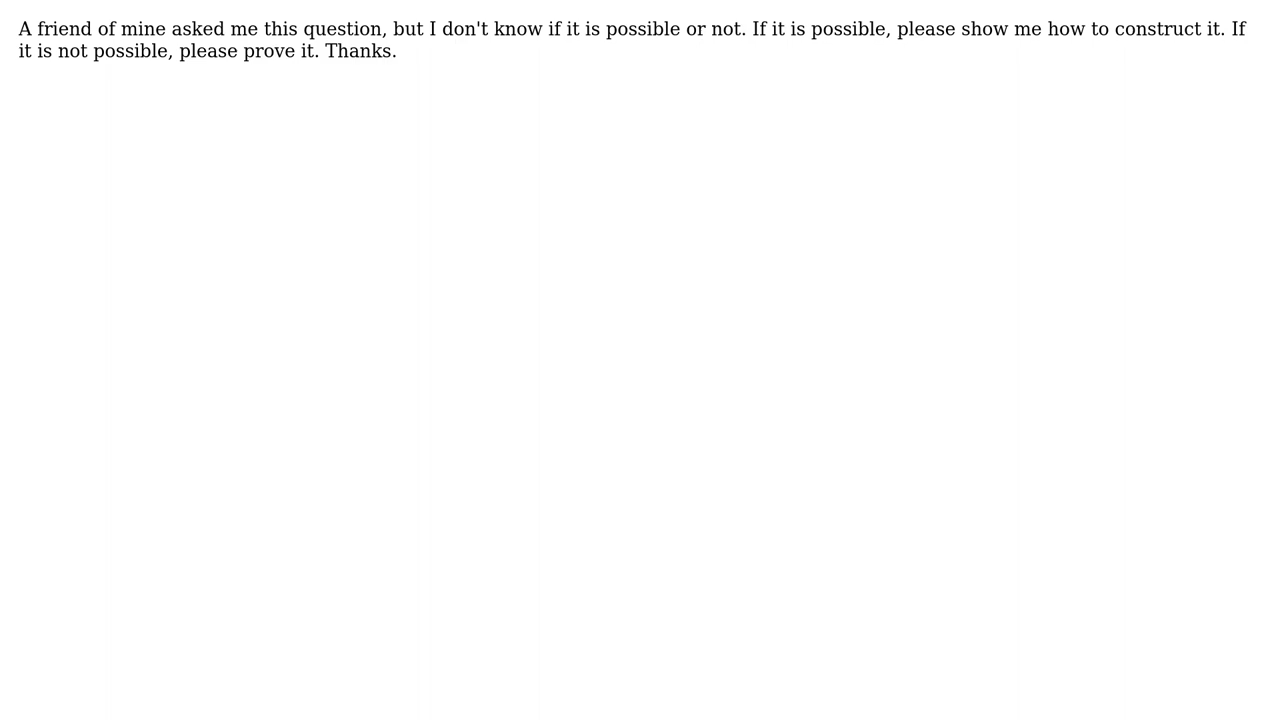 A friend of mine asked me this question, but I don't know if it is possible or not. If it is possible, please show me how to construct it. If
it is not possible, please prove it. Thanks.